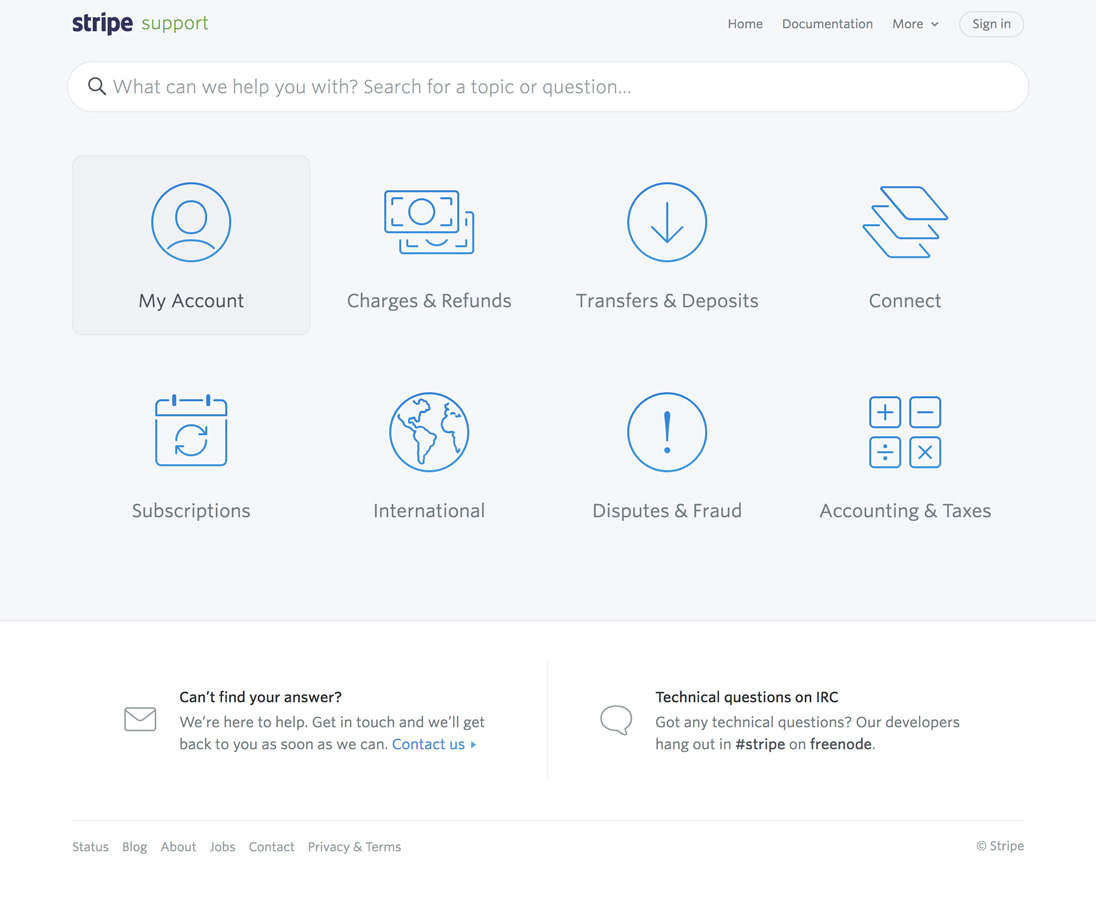 stripe support
Home Documentation More Sign in
What can we help you with? Search for a topic or question...
My Account
Charges & Refunds
Transfers & Deposits
Connect
Subscriptions
International
Disputes & Fraud
Accounting & Taxes
Can’t find your answer?
We’re here to help. Get in touch and we’ll get
back to you as soon as we can. Contact us
Technical questions on IRC
Got any technical questions? Our developers
hang out in #stripe on freenode.
Status Blog About Jobs Contact Privacy & Terms
© Stripe